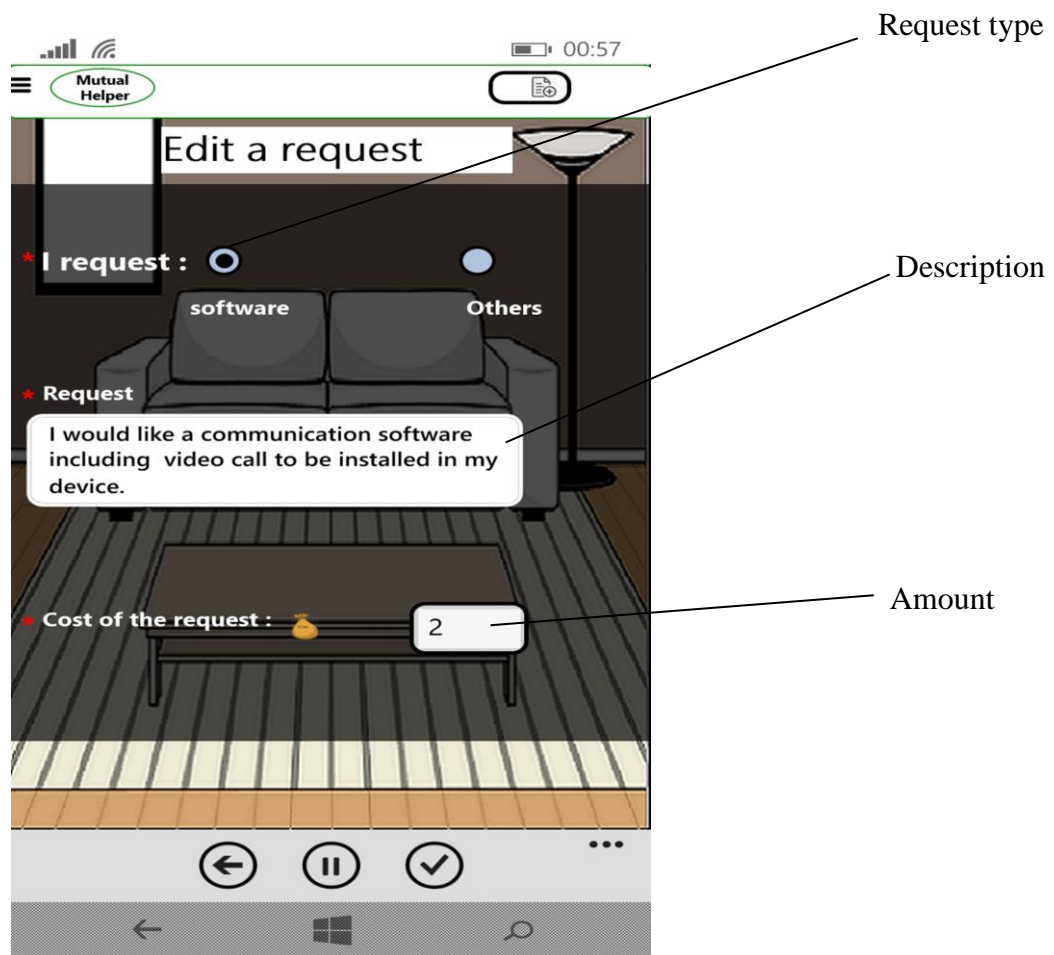 Request type
00:57
Mutual
Helper
Edit a request
* I request :
software Others
Description
* Request
I would like a communication software
including video call to be installed in my
device.
Amount
* Cost of the request : 2